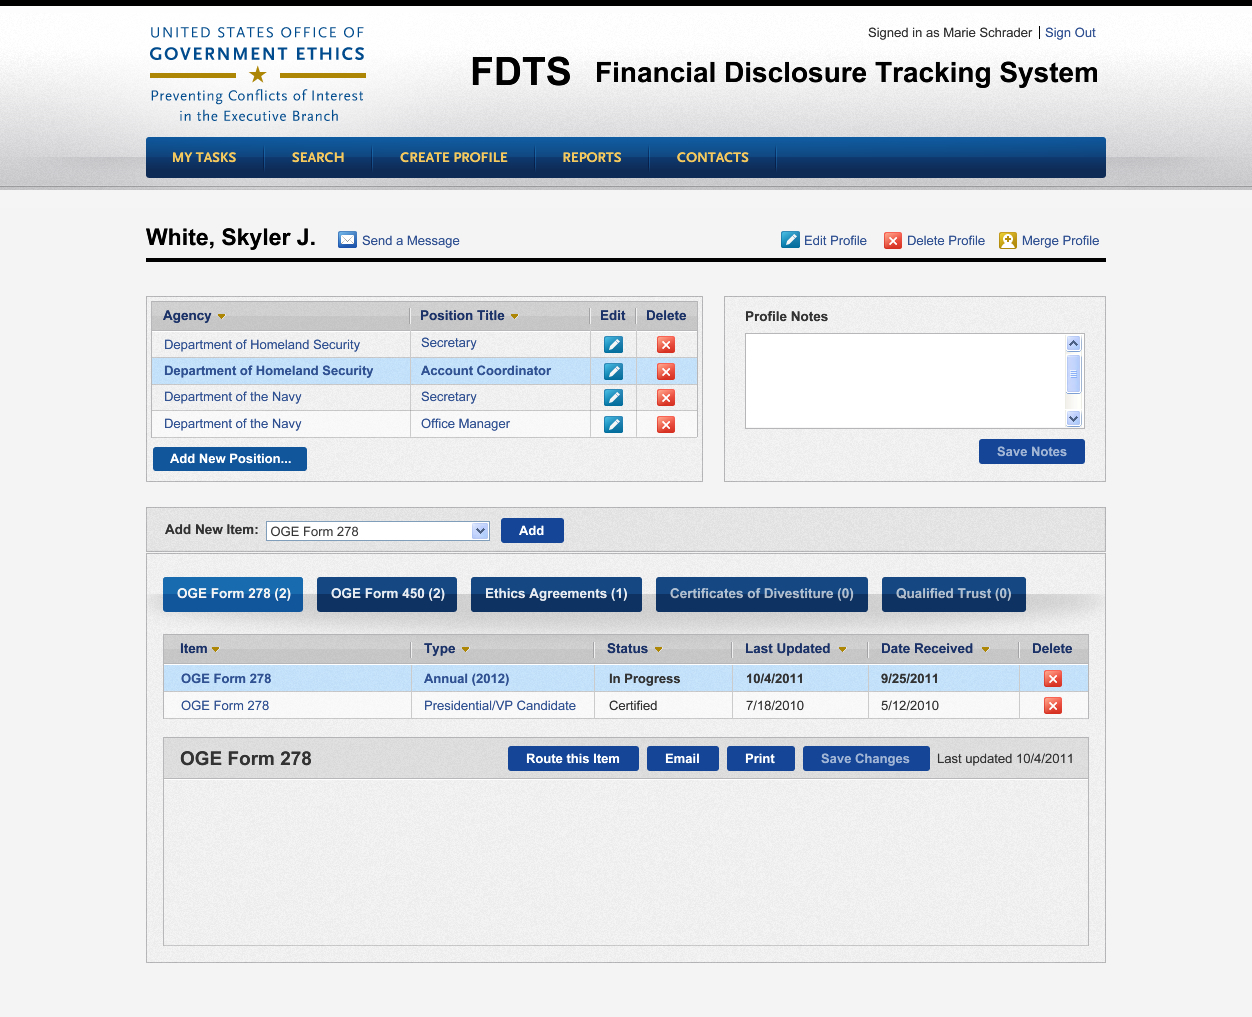 UNITED STATES OFFICE OF
GOVERNMENT ETHICS
Preventing Conflicts of Interest
in the Executive Branch
Signed in as Marie Schrader | Sign Out
FDTS Financial Disclosure Tracking System
MY TASKS SEARCH CREATE PROFILE REPORTS CONTACTS
White, Skyler J. Send a Message Edit Profile Delete Profile Merge Profile
Agency Position Title Edit Delete
Department of Homeland Security Secretary
Department of Homeland Security Account Coordinator
Department of the Navy Secretary
Department of the Navy Office Manager
Add New Position...
Profile Notes
Save Notes
Add New Item: OGE Form 278 Add
OGE Form 278 (2) OGE Form 450 (2) Ethics Agreements (1) Certificates of Divestiture (0) Qualified Trust (0)
Item Type Status Last Updated Date Received Delete
OGE Form 278 Annual (2012) In Progress 10/4/2011 9/25/2011
OGE Form 278 Presidential/VP Candidate Certified 7/18/2010 5/12/2010
OGE Form 278 Route this Item Email Print Save Changes Last updated 10/4/2011